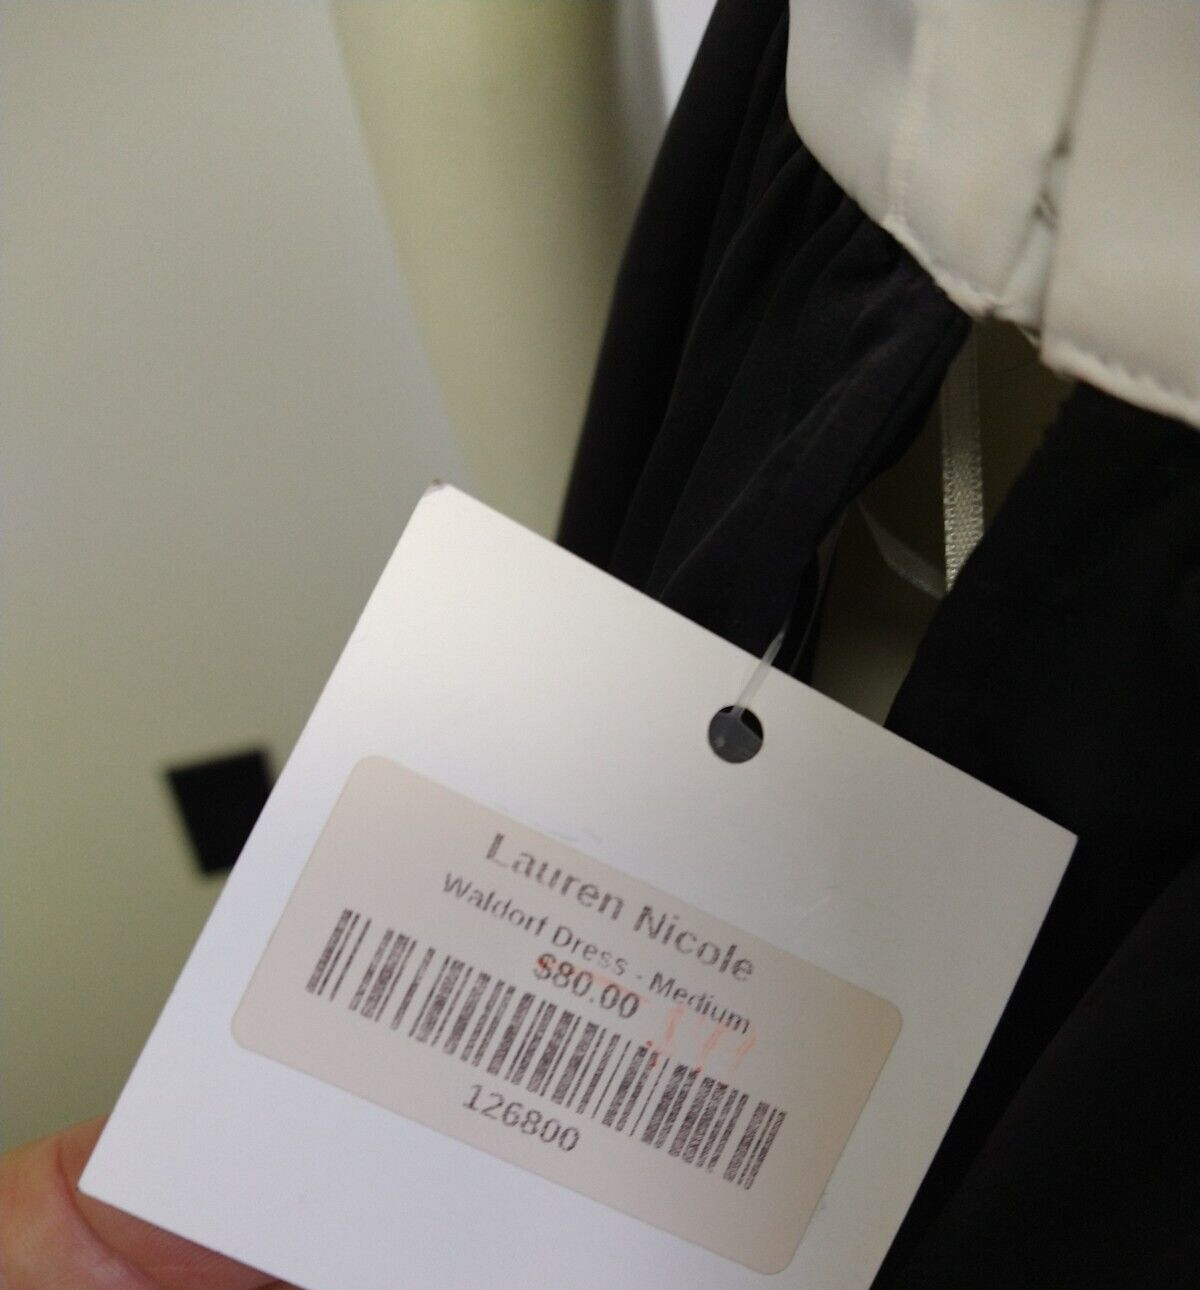 Lauren Nicole
Waldorf Dress - Medium
$80.00
126800